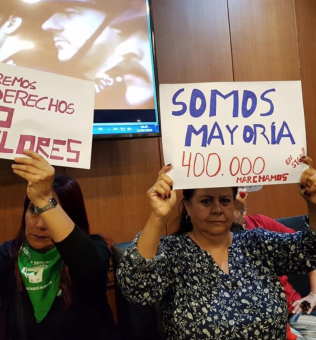 REMOS
DERECHOS
LORES
SOMOS
MAYORÍA
400.000
MARCHAMOS